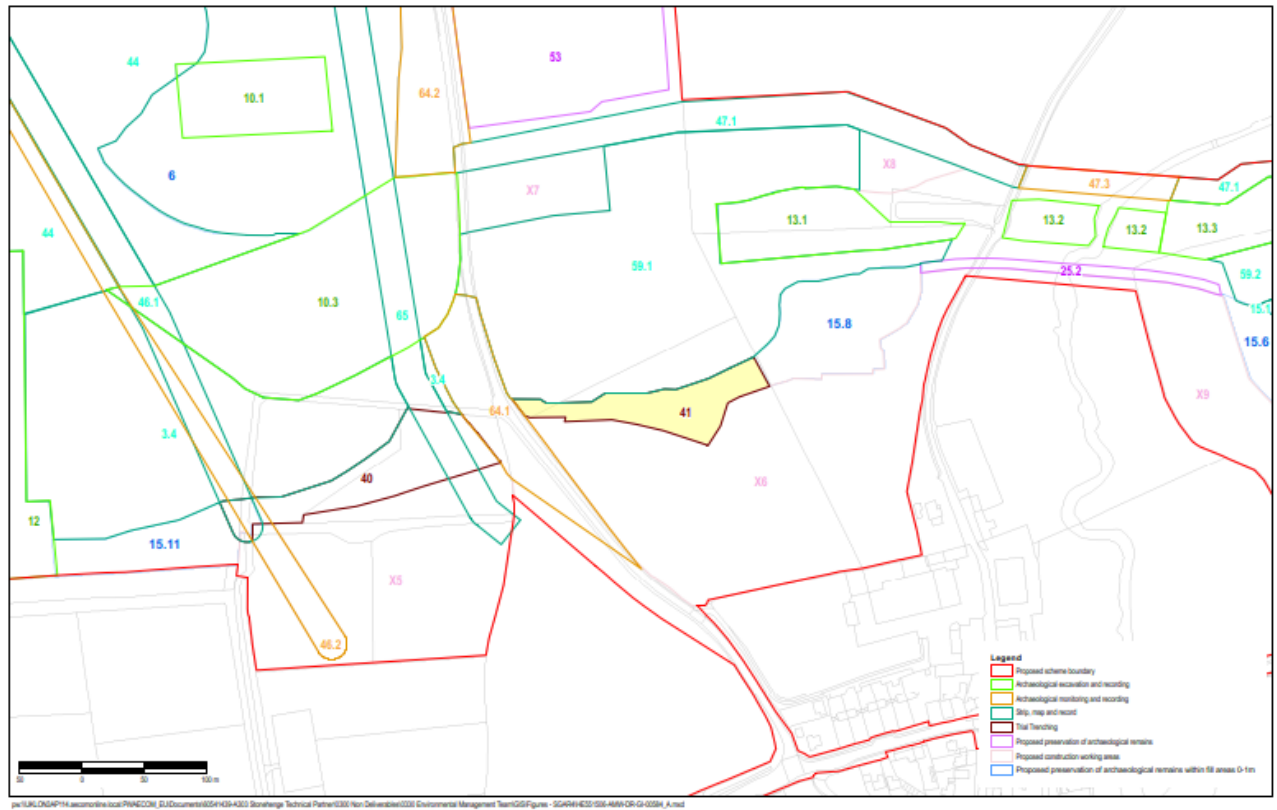 53
44
10.1
64.2
47.1
6
X8
X7
47.3
47.1
13.1
13.2
13.2
13.3
44
59.1
25.2
59.2
46.1
10.3
65
15.8
15.1
15.6
3.4
X9
64.1
41
3.4
40
X6
12
15.11
X5
46.2
Legend
Proposed scheme boundary
Archaeological excavation and recording
Archaeological monitoring and recording
Strip, map and record
Trial Trenching
Proposed preservation of archaeological remains
Proposed construction working areas
Proposed preservation of archaeological remains within fill areas 0-1m
50 0 50 100 m